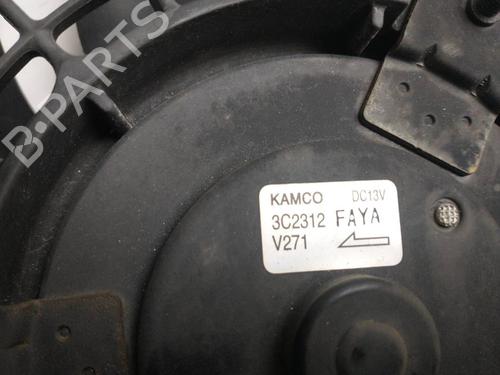 B-PARTS
KAMCO DC13V
3C2312 FAYA
V271